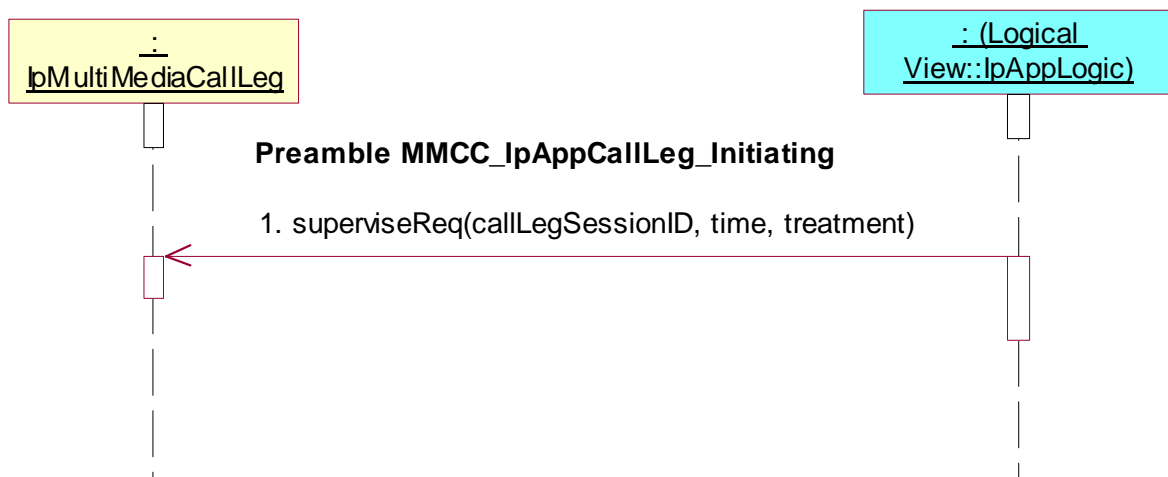 :
IpMultiMediaCallLeg
: (Logical
View::IpAppLogic)
Preamble MMCC_IpAppCallLeg_Initiating
1. superviseReq(callLegSessionID, time, treatment)